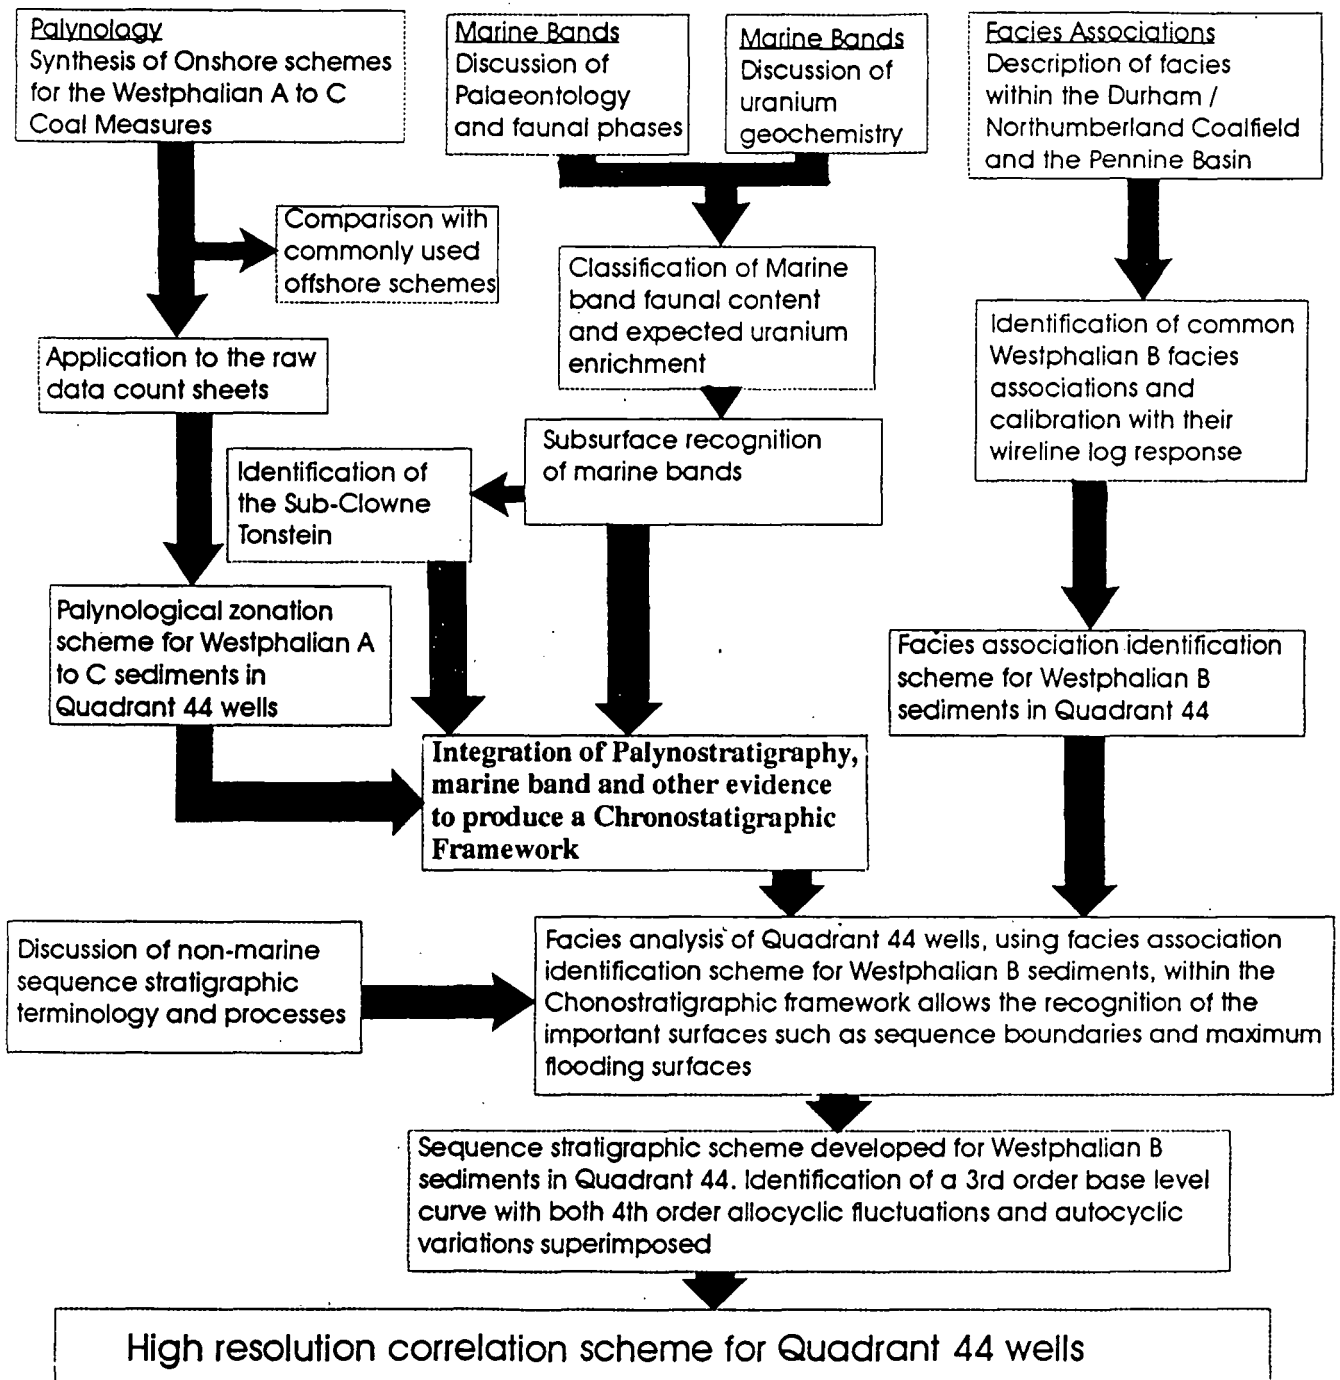 Palynology
Synthesis of Onshore schemes
for the Westphalian A to C
Coal Measures
Marine Bands
Discussion of
Palaeontology
and faunal phases
Marine Bands
Discussion of
uranium
geochemistry
Facies Associations
Description of facies
within the Durham /
Northumberland Coalfield
and the Pennine Basin
Comparison with
commonly used
offshore schemes
Classification of Marine
band faunal content
and expected uranium
enrichment
Identification of common
Westphalian B facies
associations and
calibration with their
wireline log response
Application to the raw
data count sheets
Subsurface recognition
of marine bands
Identification of
the Sub-Clowne
Tonstein
Palynological zonation
scheme for Westphalian A
to C sediments in
Quadrant 44 wells
Facies association identification
scheme for Westphalian B
sediments in Quadrant 44
Integration of Palynostratigraphy,
marine band and other evidence
to produce a Chronostatigraphic
Framework
Discussion of non-marine
sequence stratigraphic
terminology and processes
Facies analysis of Quadrant 44 wells, using facies association
identification scheme for Westphalian B sediments, within the
Chonostratigraphic framework allows the recognition of the
important surfaces such as sequence boundaries and maximum
flooding surfaces
Sequence stratigraphic scheme developed for Westphalian B
sediments in Quadrant 44. Identification of a 3rd order base level
curve with both 4th order allocyclic fluctuations and autocyclic
variations superimposed
High resolution correlation scheme for Quadrant 44 wells